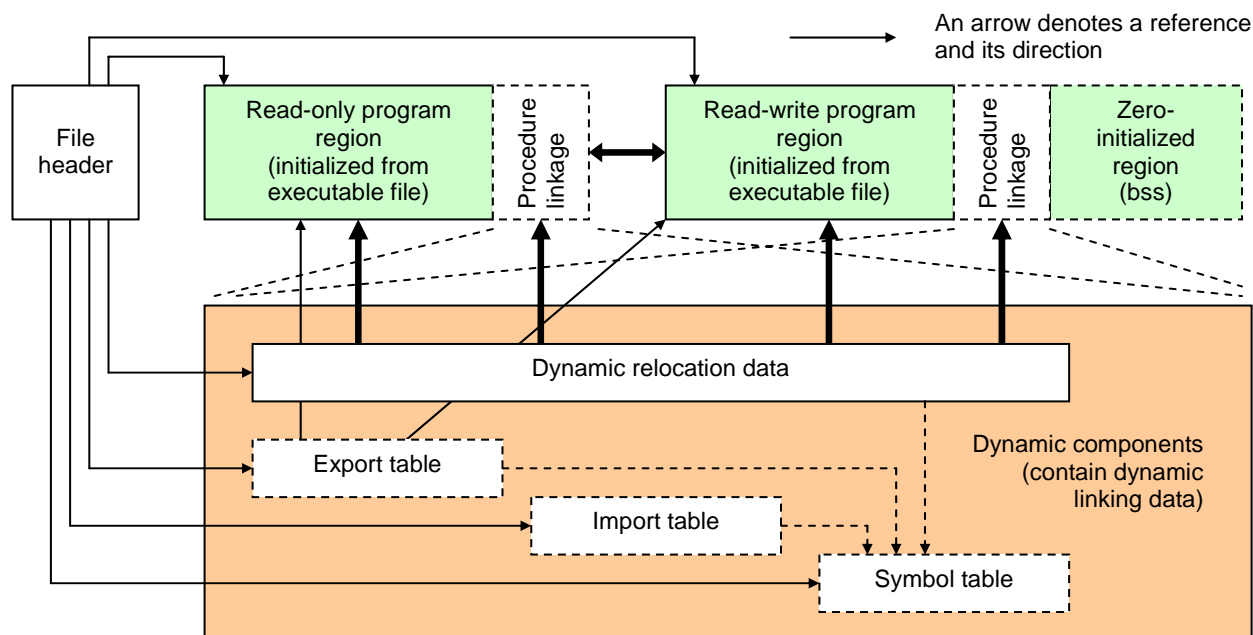 An arrow denotes a reference
and its direction
File
header
Read-only program
region
(initialized from
executable file)
Procedure
linkage
Read-write program
region
(initialized from
executable file)
Procedure
linkage
Zero-
initialized
region
(bss)
Dynamic relocation data
Export table
Dynamic components
(contain dynamic
linking data)
Import table
Symbol table